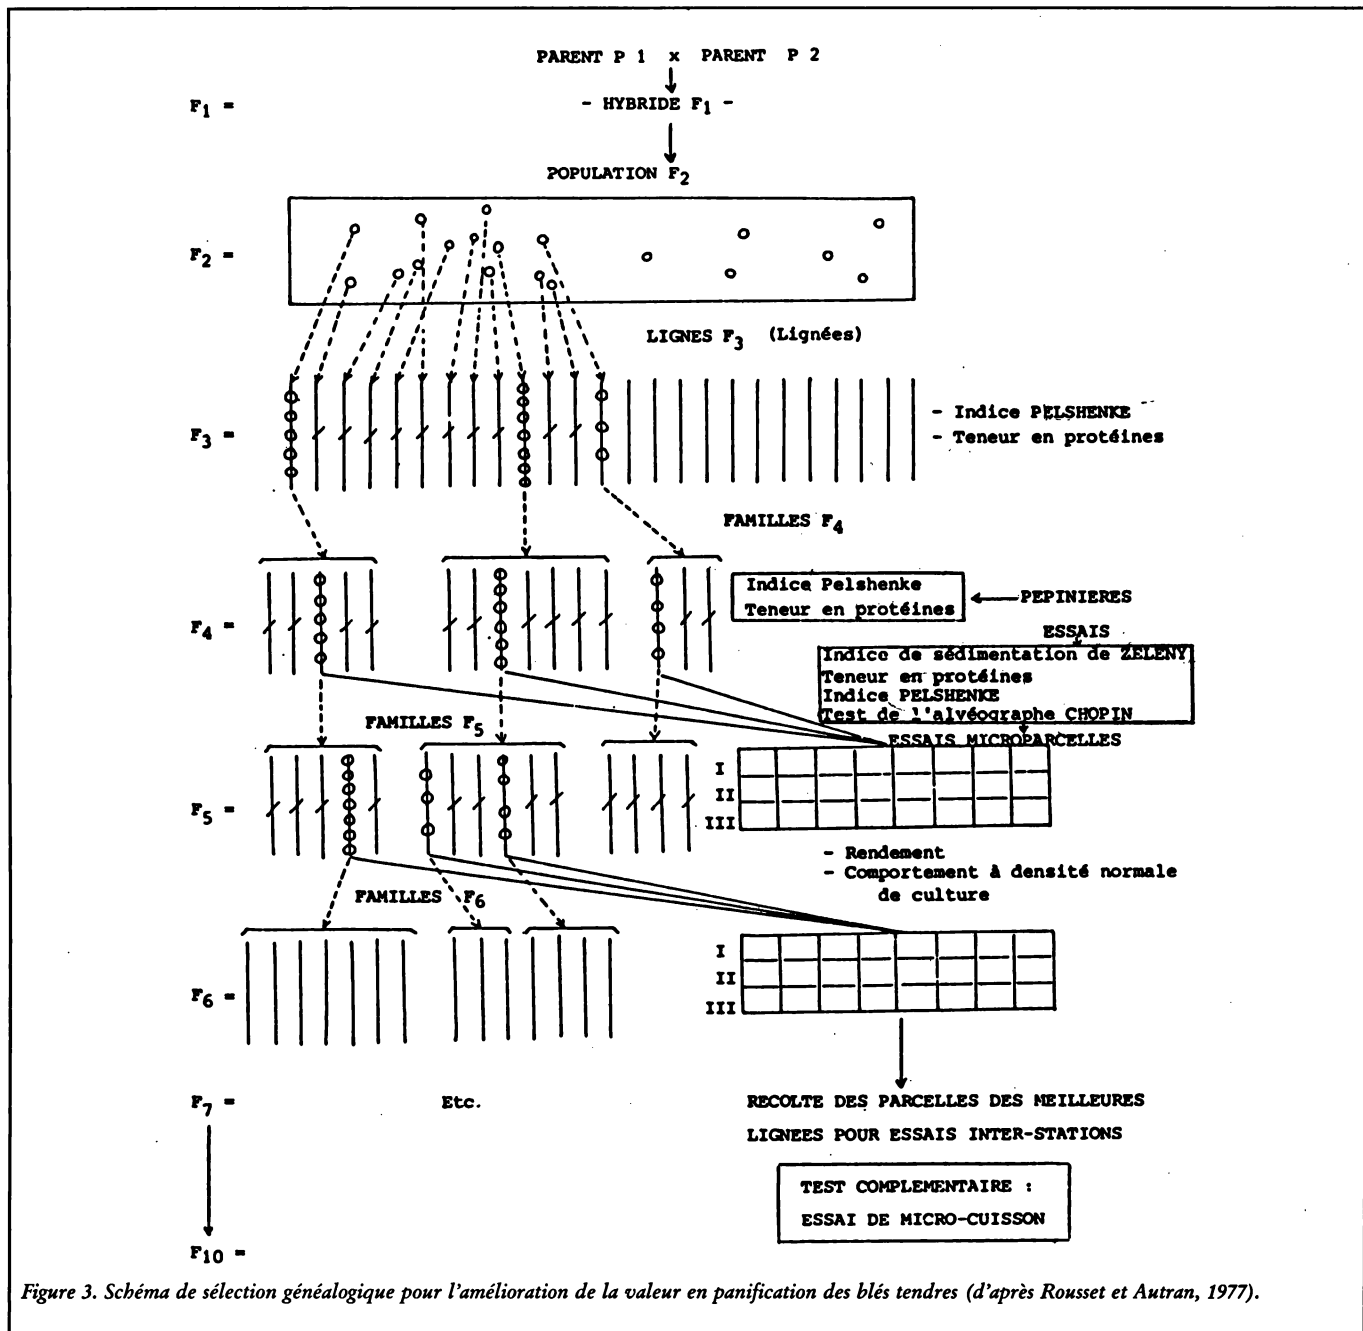 PARENT P 1 x PARENT P 2
F1 = - HYBRIDE F1 -
POPULATION F2
F2 =
LIGNES F3 (Lignées)
- Indice PELSHENKE
F3 = - Teneur en protéines
FAMILLES F4
Indice Pelshenke
Teneur en protéines PEPINIERES
F4 =
ESSAIS
Indice de sédimentation de ZELENY
Teneur en protéines
Indice PELSHENKE
Test de l'alvéographe CHOPIN
FAMILLES F5
ESSAIS MICROPARCELLES
I
II
F5 =
III
- Rendement
- Comportement à densité normale
de culture
FAMILLES F6
I
II
F6 =
III
F7 = Etc. RECOLTE DES PARCELLES DES MEILLEURES
LIGNEES POUR ESSAIS INTER-STATIONS
TEST COMPLEMENTAIRE :
ESSAI DE MICRO-CUISSON
F10 =
Figure 3. Schéma de sélection généalogique pour l'amélioration de la valeur en panification des blés tendres (d'après Rousset et Autran, 1977).